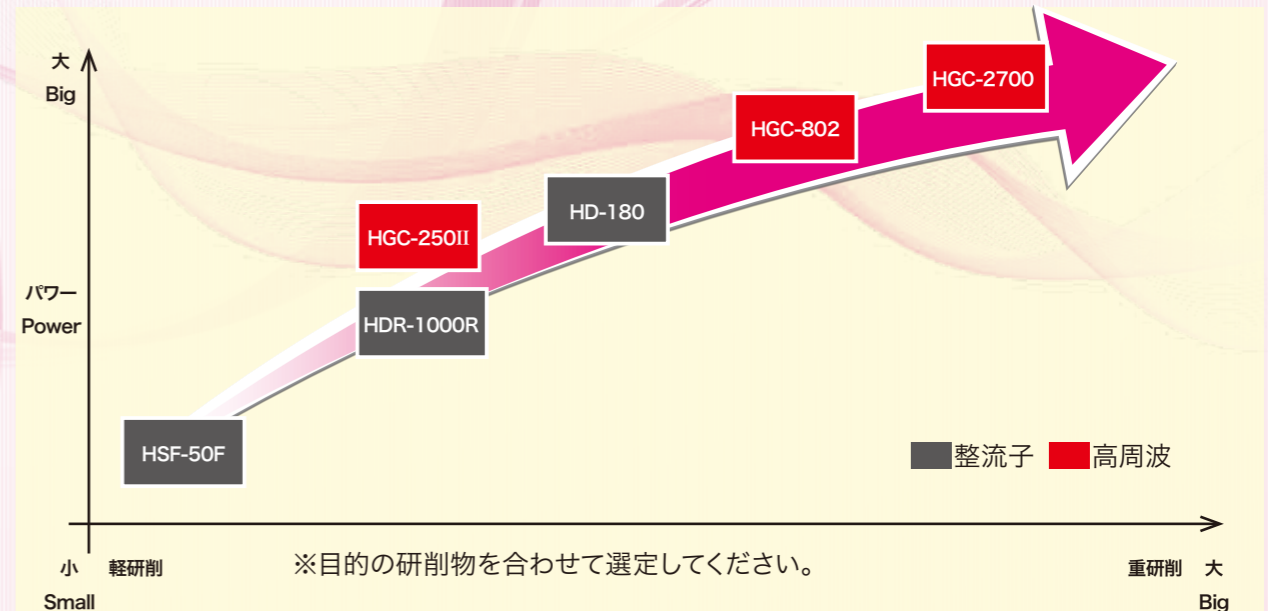 大
Big
HGC-2700
HGC-802
HD-180
HGC-250II
パワー
Power
HDR-1000R
HSF-50F
整流子 高周波
小 軽研削 ※目的の研削物を合わせて選定してください。 重研削 大
Small Big